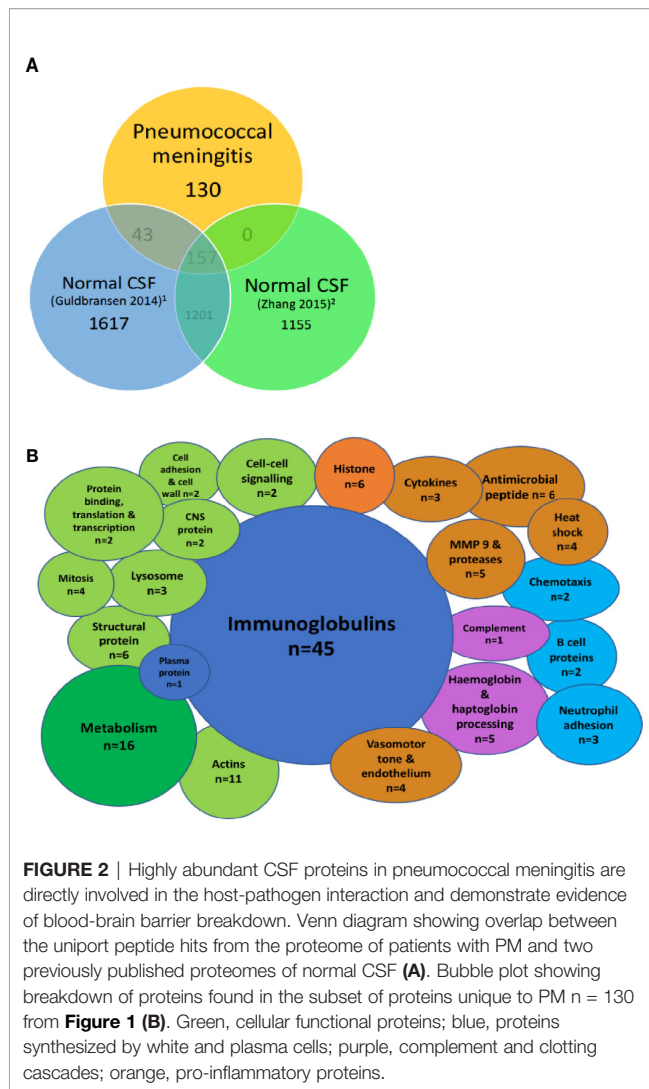 A
Pneumococcal
meningitis
130
43
0
157
Normal CSF
(Guldbransen 2014)¹
1617
1201
Normal CSF
(Zhang 2015)²
1155
B
Cell
adhesion
& cell
wall n=2
Cell-cell
signalling
n=2
Histone
n=6
Cytokines
n=3
Antimicrobial
peptide n= 6
Protein binding,
translation &
transcription
n=2
CNS
protein
n=2
MMP 9 &
proteases
n=5
Heat
shock
n=4
Mitosis
n=4
Lysosome
n=3
Chemotaxis
n=2
Immunoglobulins
n=45
Structural
protein
n=6
Plasma
protein
n=1
Complement
n=1
B cell
proteins
n=2
Metabolism
n=16
Haemoglobin
&
haptoglobin
processing
n=5
Neutrophil
adhesion
n=3
Actins
n=11
Vasomotor
tone &
endothelium
n=4
FIGURE 2 | Highly abundant CSF proteins in pneumococcal meningitis are
directly involved in the host-pathogen interaction and demonstrate evidence
of blood-brain barrier breakdown. Venn diagram showing overlap between
the uniport peptide hits from the proteome of patients with PM and two
previously published proteomes of normal CSF (A). Bubble plot showing
breakdown of proteins found in the subset of proteins unique to PM n = 130
from Figure 1 (B). Green, cellular functional proteins; blue, proteins
synthesized by white and plasma cells; purple, complement and clotting
cascades; orange, pro-inflammatory proteins.